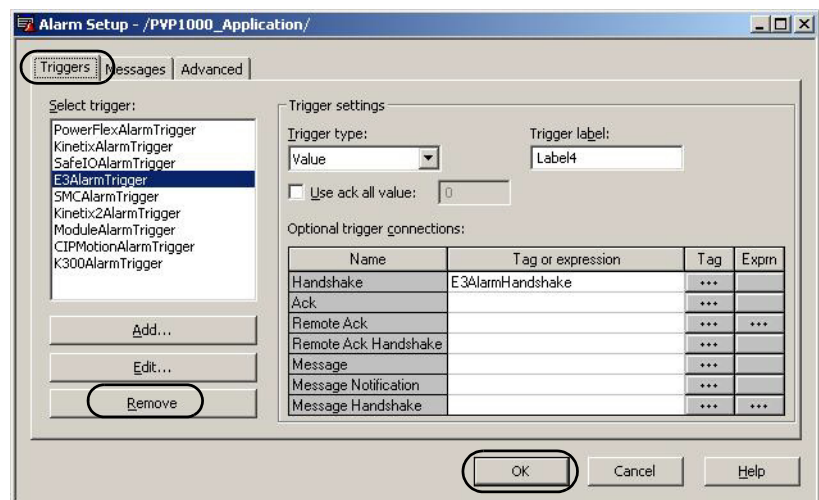 Alarm Setup - /PVP1000_Application/
Triggers Messages Advanced
Select trigger:
PowerFlexAlarmTrigger
KinetixAlarmTrigger
SafeIOAlarmTrigger
E3AlarmTrigger
SMCAlarmTrigger
Kinetix2AlarmTrigger
ModuleAlarmTrigger
CIPMotionAlarmTrigger
K300AlarmTrigger
Add...
Edit...
Remove
Trigger settings
Trigger type: Trigger label:
Value Label4
Use ack all value: 0
Optional trigger connections:
Name Tag or expression Tag Exprn
Handshake E3AlarmHandshake ...
Ack ...
Remote Ack ... ...
Remote Ack Handshake ...
Message ...
Message Notification ...
Message Handshake ... ...
OK Cancel Help